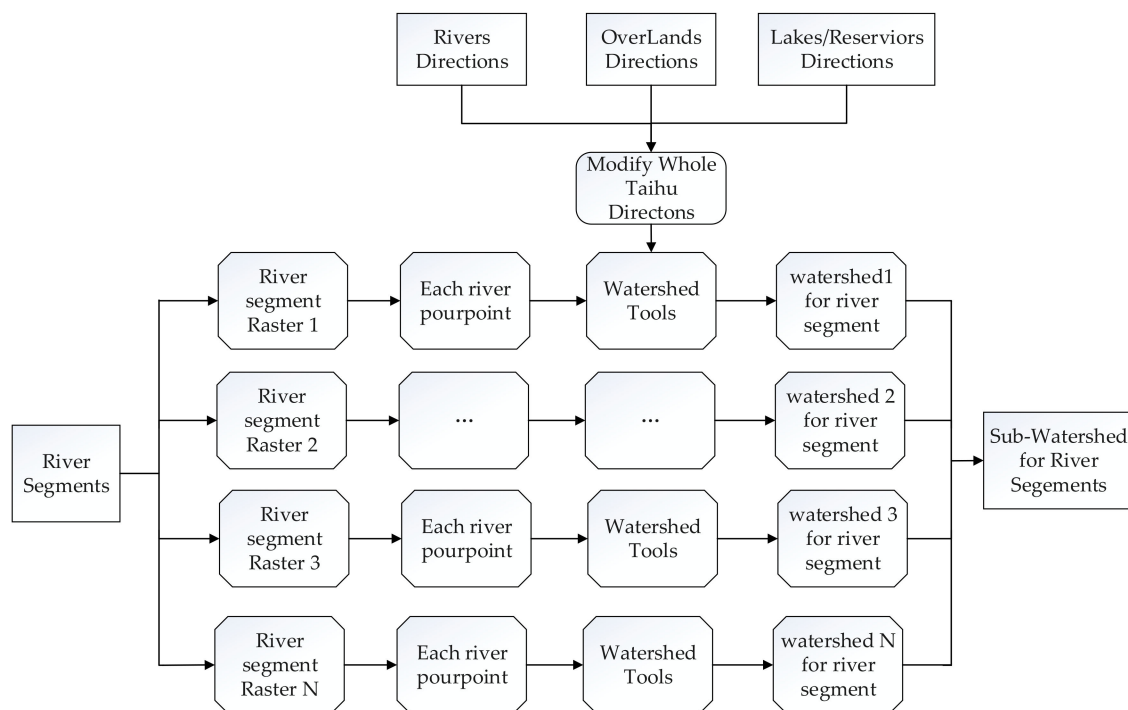 Rivers
Directions
OverLands
Directions
Lakes/Reserviors
Directions
Modify Whole
Taihu
Directons
River
segment
Raster 1
Each river
pourpoint
Watershed
Tools
watershed1
for river
segment
River
segment
Raster 2
...
...
watershed 2
for river
segment
River
Segments
Sub-Watershed
for River
Segements
River
segment
Raster 3
Each river
pourpoint
Watershed
Tools
watershed 3
for river
segment
River
segment
Raster N
Each river
pourpoint
Watershed
Tools
watershed N
for river
segment